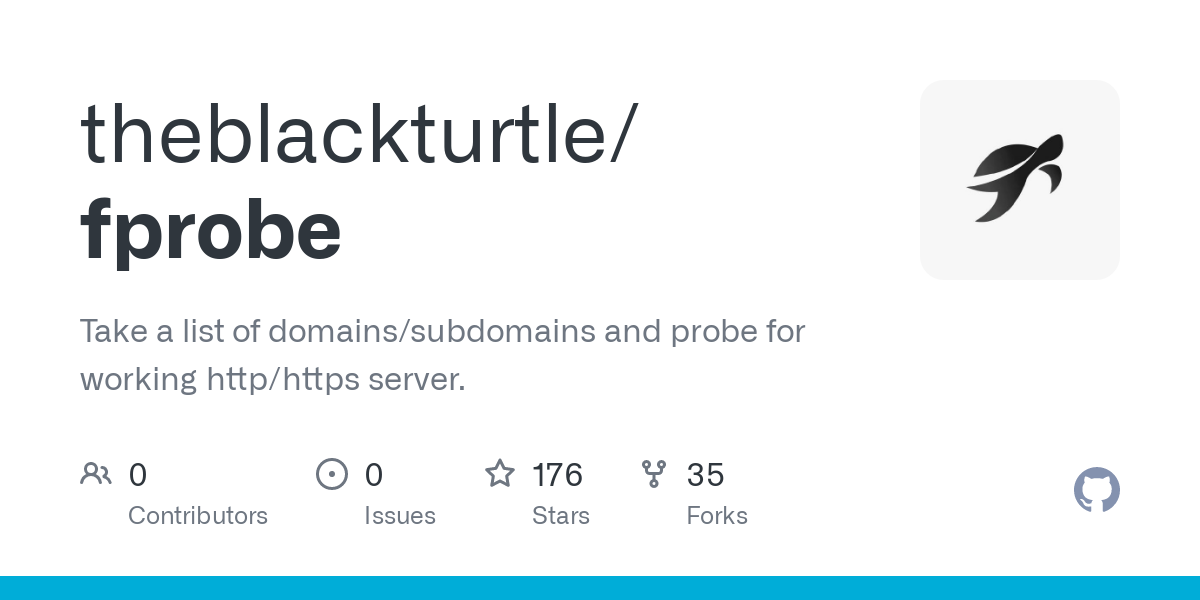 theblackturtle/
fprobe
Take a list of domains/subdomains and probe for
working http/https server.
0
Contributors
0
Issues
176
Stars
35
Forks